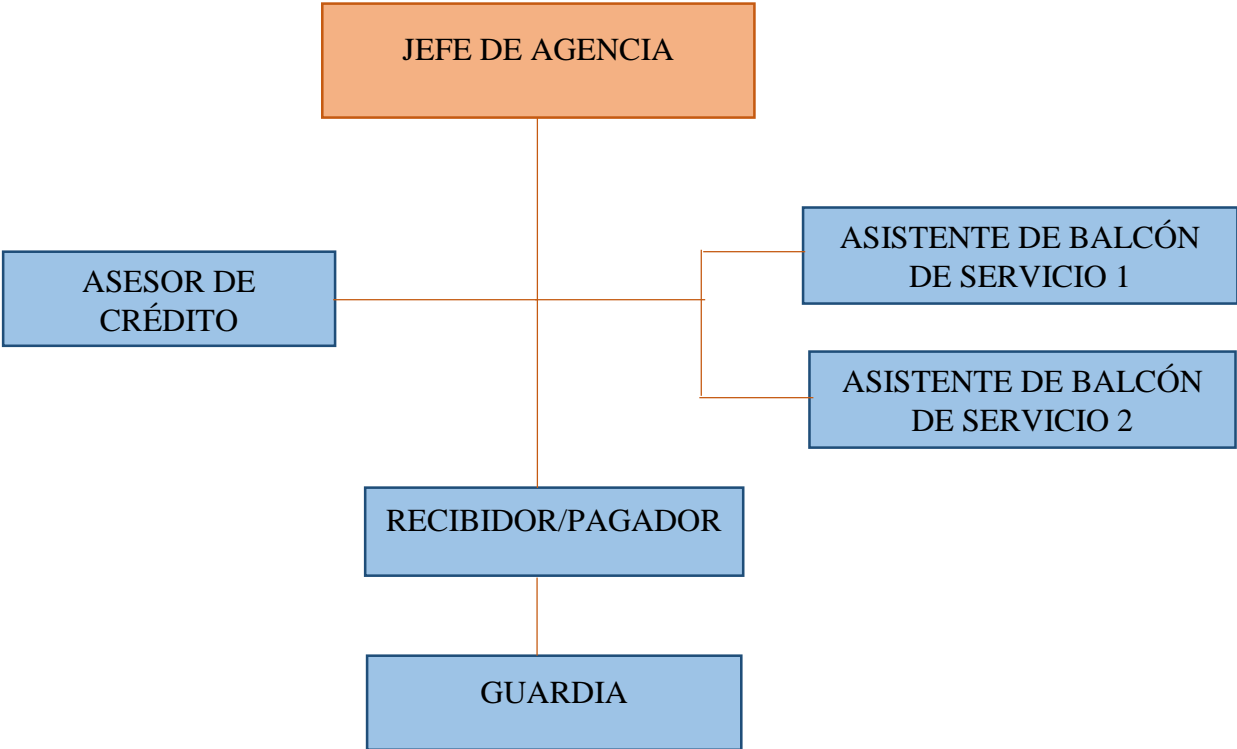 JEFE DE AGENCIA
ASISTENTE DE BALCÓN
DE SERVICIO 1
ASESOR DE
CRÉDITO
ASISTENTE DE BALCÓN
DE SERVICIO 2
RECIBIDOR/PAGADOR
GUARDIA